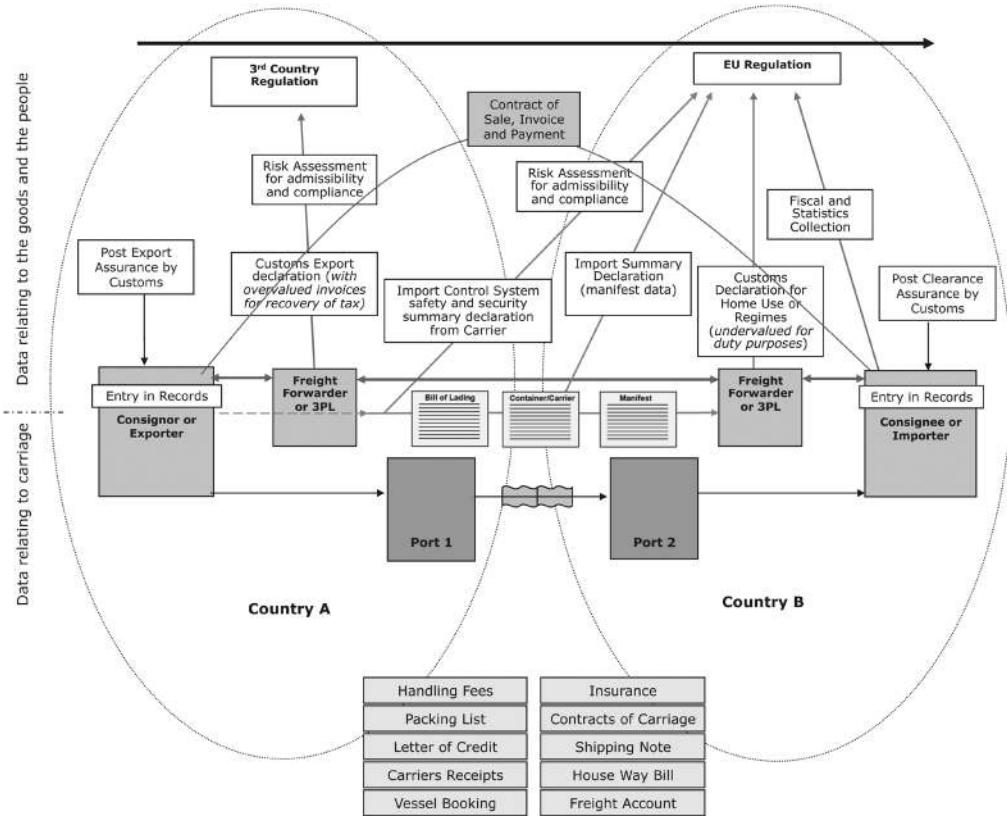 Data relating to the goods and the people
Data relating to carriage
3rd Country
Regulation
EU Regulation
Contract of
Sale, Invoice
and Payment
Risk Assessment
for admissibility
and compliance
Risk Assessment
for admissibility
and compliance
Fiscal and
Statistics
Collection
Post Export
Assurance by
Customs
Customs Export
declaration (with
overvalued invoices
for recovery of tax)
Import Control System
safety and security
summary declaration
from Carrier
Import Summary
Declaration
(manifest data)
Customs
Declaration for
Home Use or
Regimes
(undervalued for
duty purposes)
Post Clearance
Assurance by
Customs
Entry in Records
Consignor or
Exporter
Freight
Forwarder
or 3PL
Bill of Lading
Container/Carrier
Manifest
Freight
Forwarder
or 3PL
Entry in Records
Consignee or
Importer
Port 1
Port 2
Country A
Country B
Handling Fees
Packing List
Letter of Credit
Carriers Receipts
Vessel Booking
Insurance
Contracts of Carriage
Shipping Note
House Way Bill
Freight Account